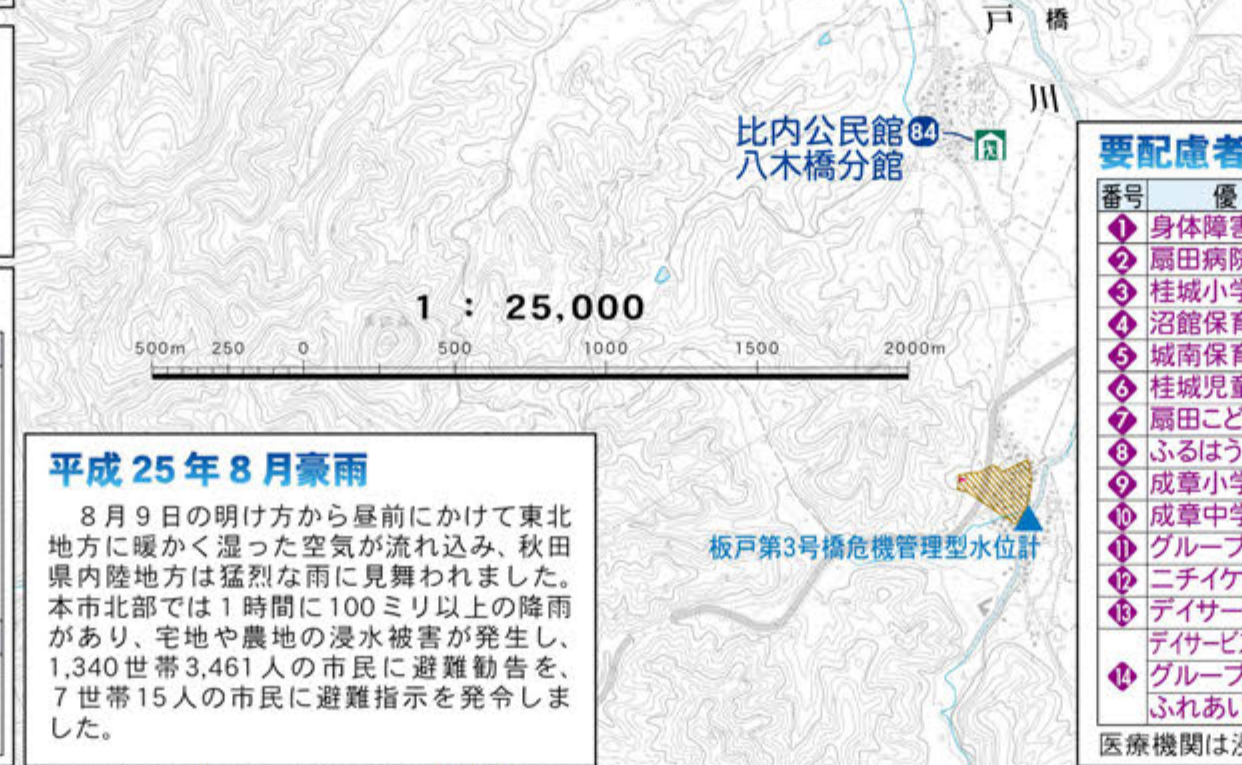 戸
橋
川
比内公民館84
八木橋分館
1 : 25,000
500m 250 0 500 1000 1500 2000m
平成25年8月豪雨
8月9日の明け方から昼前にかけて東北
地方に暖かく湿った空気が流れ込み、秋田
県内陸地方は猛烈な雨に見舞われました。
本市北部では1時間に100ミリ以上の降雨
があり、宅地や農地の浸水被害が発生し、
1,340世帯3,461人の市民に避難勧告を、
7世帯15人の市民に避難指示を発令しま
した。
板戸第3号橋危機管理型水位計
要配慮者
番号 優
1 身体障害
2 扇田病院
3 桂城小学
4 沼館保育
5 城南保育
6 桂城児童
7 扇田こど
8 ふるはう
9 成章小学
10 成章中学
11 グループ
12 ニチイケ
13 デイサー
デイサービス
14 グループ
ふれあい
医療機関は浸